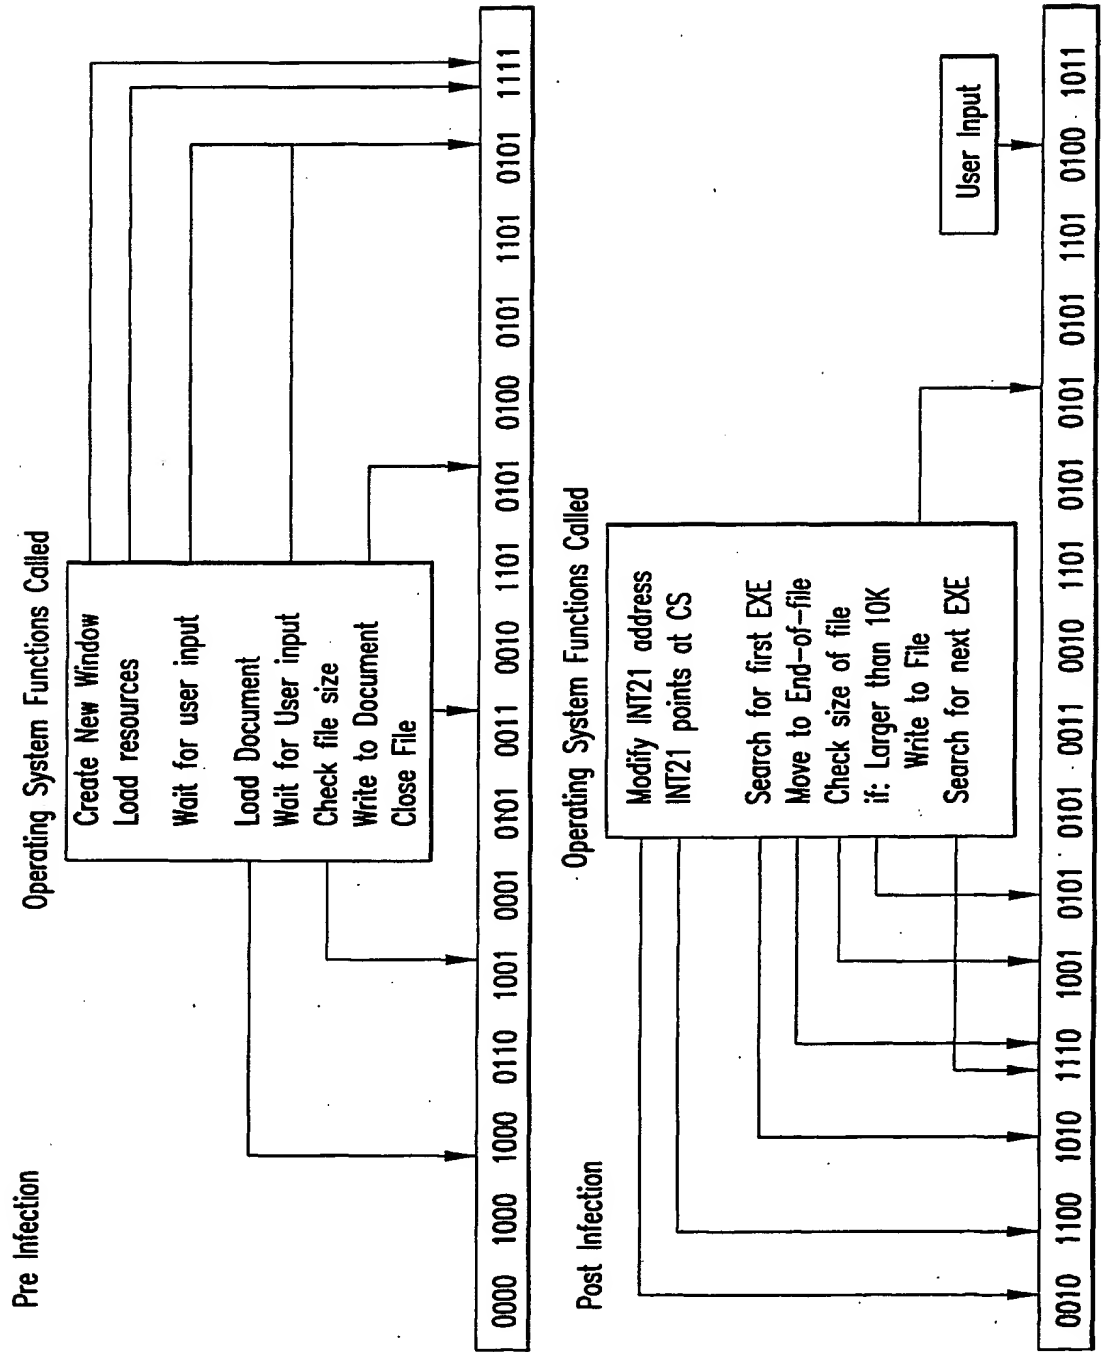 Pre Infection
Operating System Functions Called
Create New Window
Load resources
Wait for user input
Load Document
Wait for User input
Check file size
Write to Document
Close File
0000 1000 1000 0110 1001 0001 0101 0011 0010 1101 0101 0100 0101 1101 0101 1111
Post Infection
Operating System Functions Called
Modify INT21 address
INT21 points at CS
Search for first EXE
Move to End-of-file
Check size of file
if: Larger than 10K
Write to File
Search for next EXE
User Input
0010 1100 1010 1110 1001 0101 0101 0011 0010 1101 0101 0101 0101 1101 0100 1011